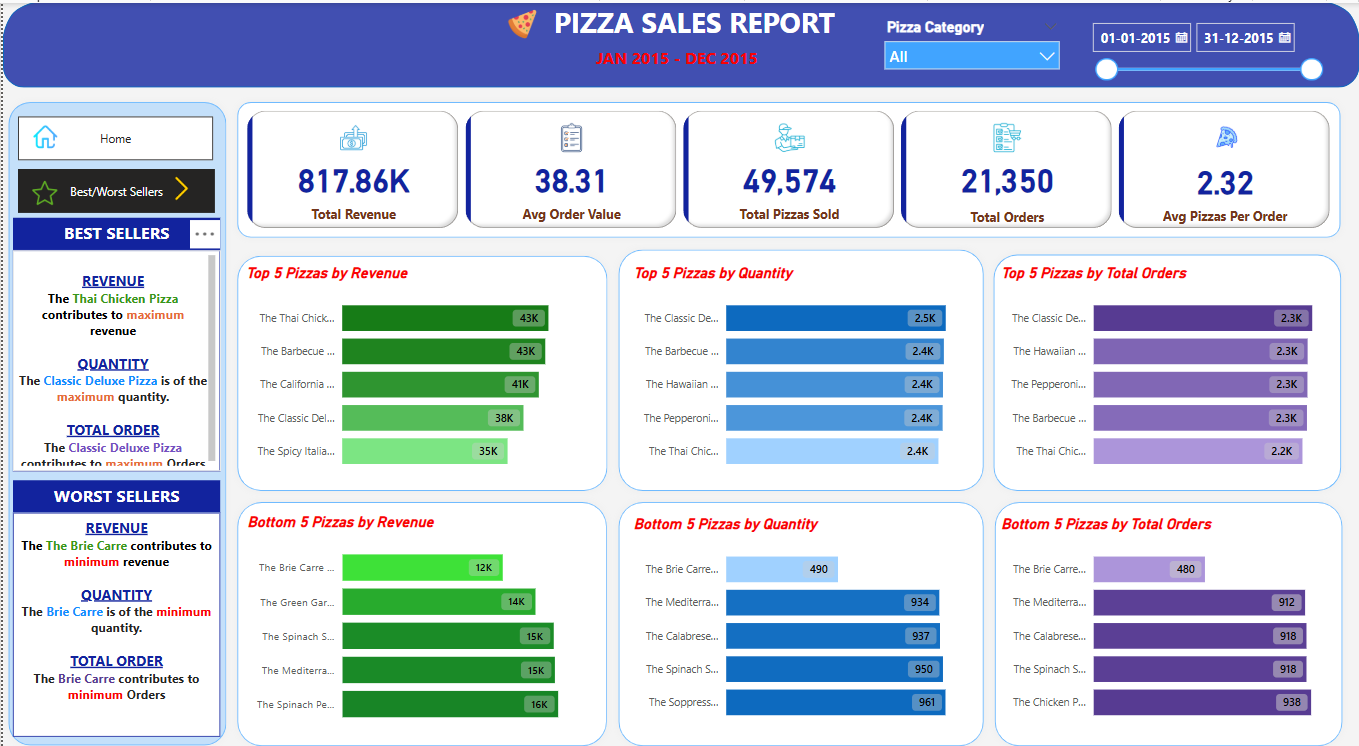 PIZZA SALES REPORT
JAN 2015 - DEC 2015
Pizza Category
All
01-01-2015
31-12-2015
Home
Best/Worst Sellers
BEST SELLERS
REVENUE
The Thai Chicken Pizza
contributes to maximum
revenue
QUANTITY
The Classic Deluxe Pizza is of the
maximum quantity.
TOTAL ORDER
The Classic Deluxe Pizza
contributes to maximum Orders
WORST SELLERS
REVENUE
The The Brie Carre contributes to
minimum revenue
QUANTITY
The Brie Carre is of the minimum
quantity.
TOTAL ORDER
The Brie Carre contributes to
minimum Orders
817.86K
Total Revenue
38.31
Avg Order Value
49,574
Total Pizzas Sold
21,350
Total Orders
2.32
Avg Pizzas Per Order
Top 5 Pizzas by Revenue
The Thai Chick... 43K
The Barbecue ... 43K
The California ... 41K
The Classic Del... 38K
The Spicy Italia... 35K
Top 5 Pizzas by Quantity
The Classic De... 2.5K
The Barbecue ... 2.4K
The Hawaiian ... 2.4K
The Pepperoni... 2.4K
The Thai Chic... 2.4K
Top 5 Pizzas by Total Orders
The Classic De... 2.3K
The Hawaiian ... 2.3K
The Pepperoni... 2.3K
The Barbecue ... 2.3K
The Thai Chic... 2.2K
Bottom 5 Pizzas by Revenue
The Brie Carre ... 12K
The Green Gar... 14K
The Spinach S... 15K
The Mediterra... 15K
The Spinach Pe... 16K
Bottom 5 Pizzas by Quantity
The Brie Carre... 490
The Mediterra... 934
The Calabrese... 937
The Spinach S... 950
The Soppress... 961
Bottom 5 Pizzas by Total Orders
The Brie Carre... 480
The Mediterra... 912
The Calabrese... 918
The Spinach S... 918
The Chicken P... 938